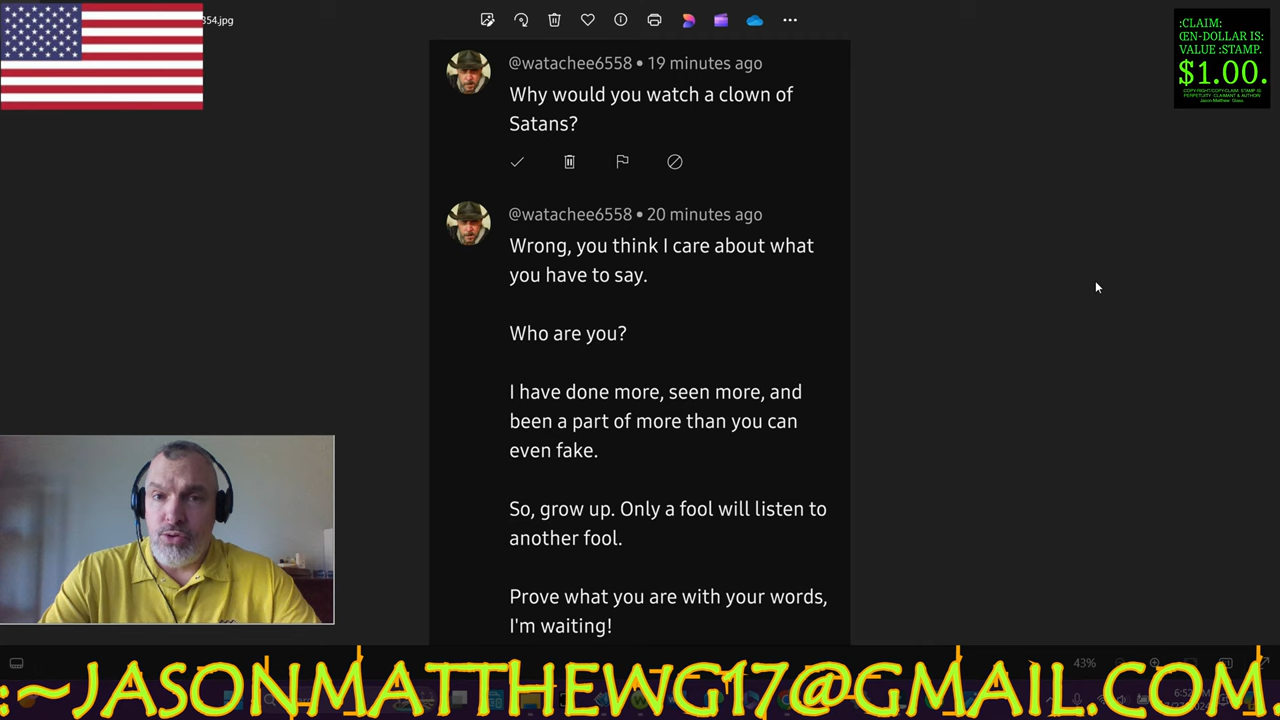 354.jpg
:CLAIM:
VALUE :STAMP.
$1.00.
@watachee6558 • 19 minutes ago
Why would you watch a clown of
Satans?
@watachee6558 • 20 minutes ago
Wrong, you think I care about what
you have to say.
Who are you?
I have done more, seen more, and
been a part of more than you can
even fake.
So, grow up. Only a fool will listen to
another fool.
Prove what you are with your words,
I'm waiting!
43%
:~JASONMATTHEWG17@GMAIL.COM.